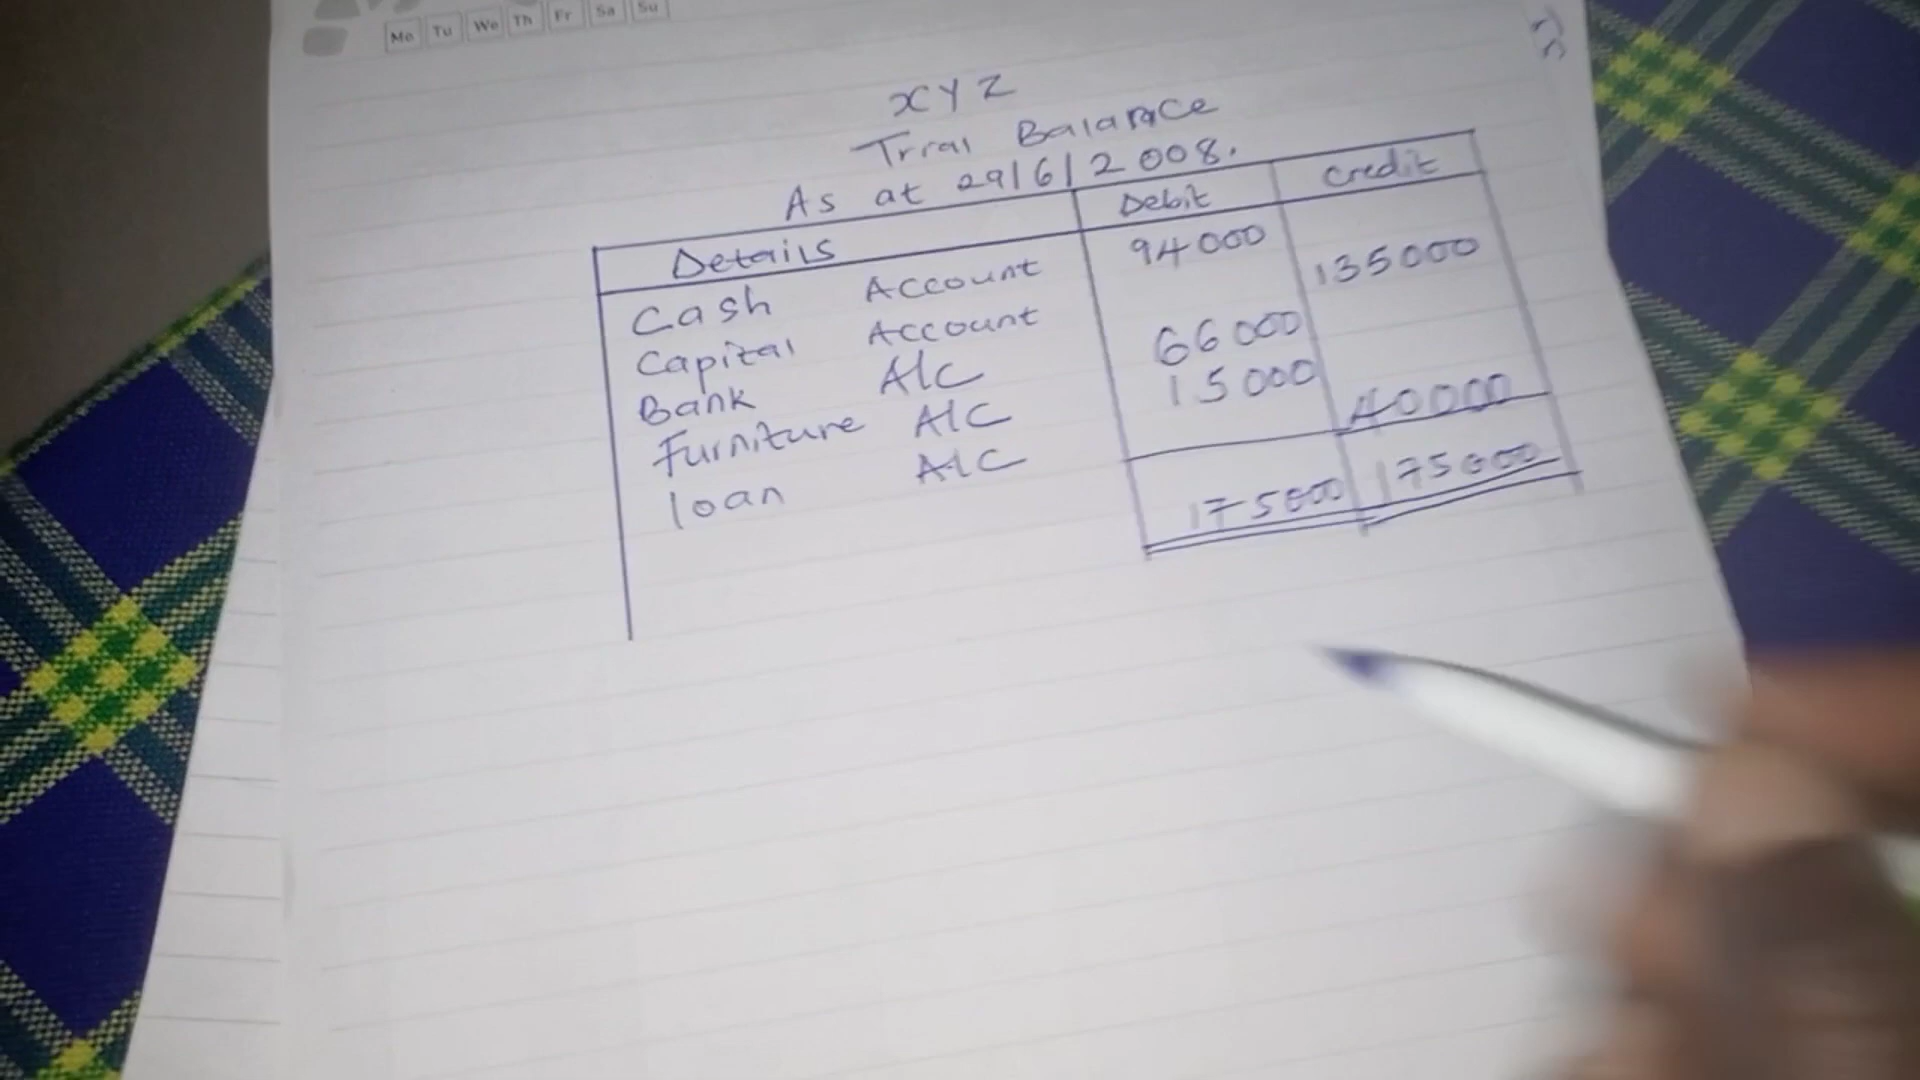 Mo Tu We Th Fr Sa Su
XYZ
Trial Balance
As at 29/6/2008.
Details Debit Credit
Cash Account 94000
Capital Account 135000
Bank A/C 66000
Furniture A/C 15000
loan A/C 40000
175000 175000